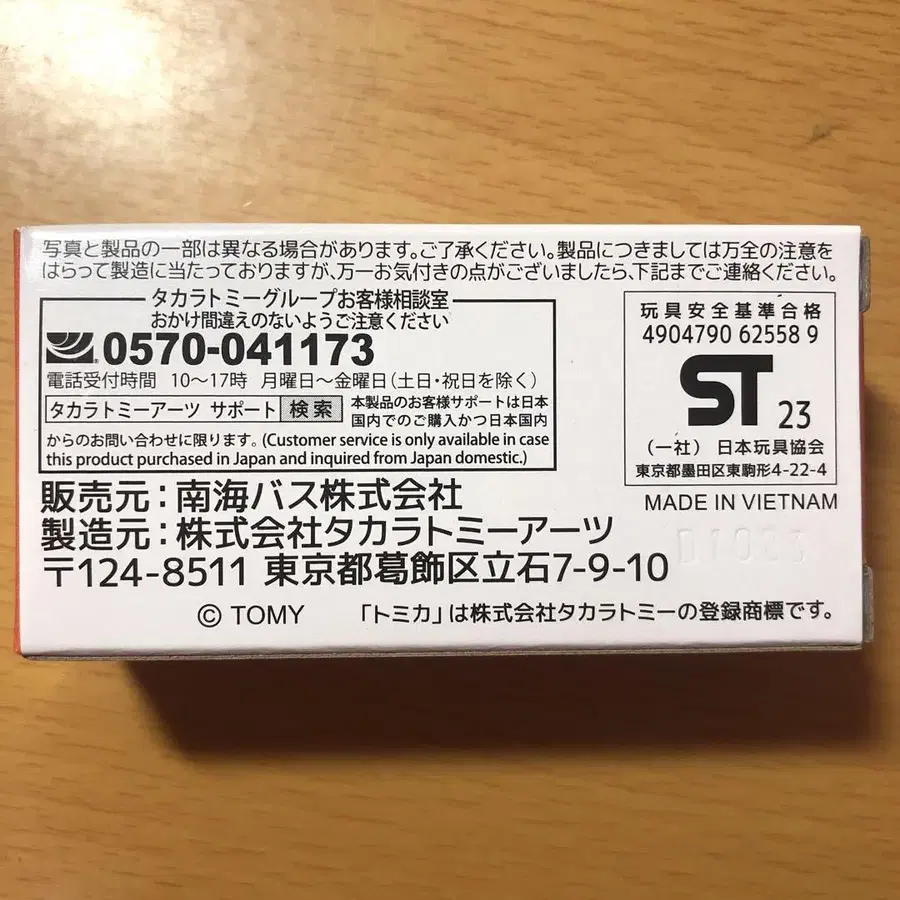 写真と製品の一部は異なる場合があります。ご了承ください。製品につきましては万全の注意を
はらって製造に当たっておりますが、万一お気付きの点がございましたら、下記までご連絡ください。
タカラトミーグループお客様相談室
おかけ間違えのないようご注意ください
0570-041173
電話受付時間 10〜17時 月曜日〜金曜日(土日・祝日を除く)
タカラトミーアーツ サポート 検索
本製品のお客様サポートは日本
国内でのご購入かつ日本国内
からのお問い合わせに限ります。(Customer service is only available in case
this product purchased in Japan and inquired from Japan domestic.)
玩具安全基準合格
4904790 62558 9
ST 23
(一社) 日本玩具協会
東京都墨田区東駒形4-22-4
MADE IN VIETNAM
販売元:南海バス株式会社
製造元:株式会社タカラトミーアーツ
〒124-8511 東京都葛飾区立石7-9-10
© TOMY 「トミカ」は株式会社タカラトミーの登録商標です。